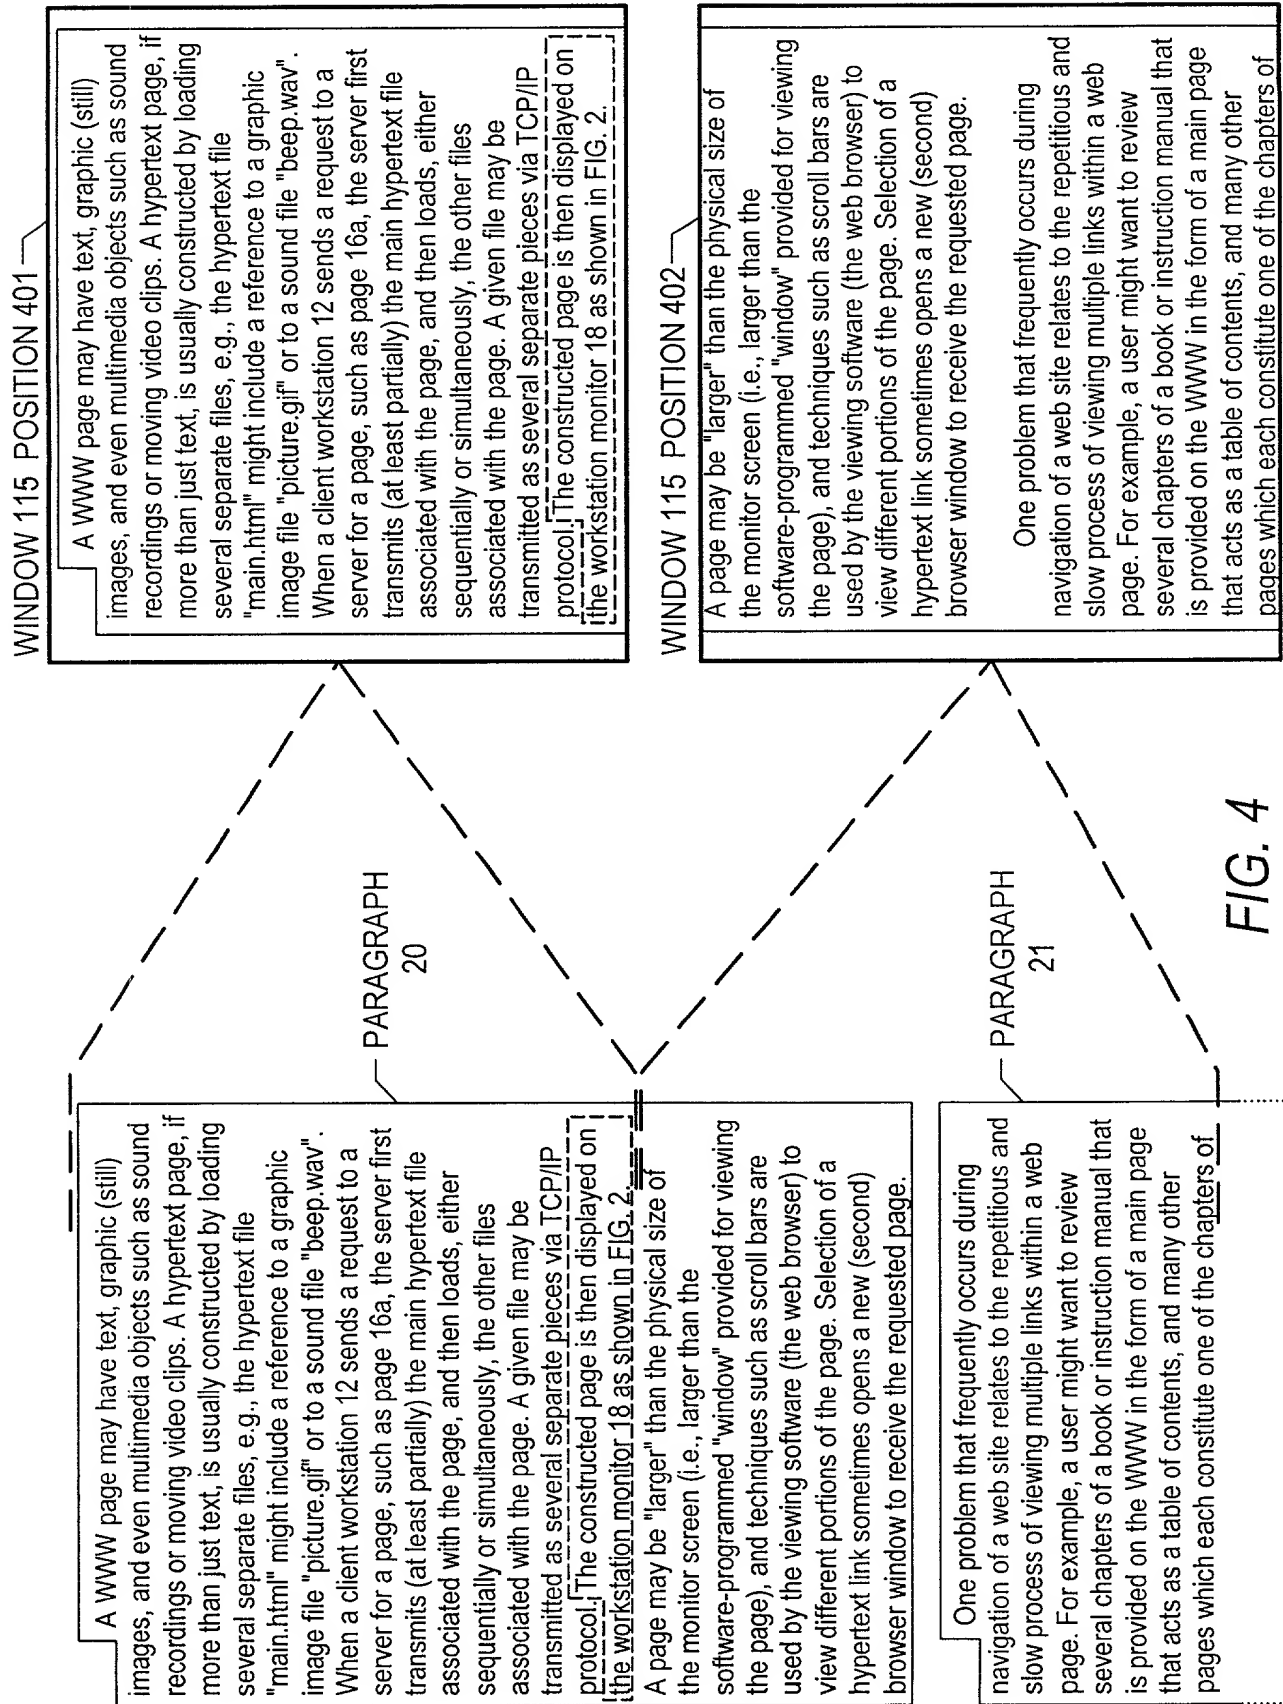 A WWW page may have text, graphic (still)
images, and even multimedia objects such as sound
recordings or moving video clips. A hypertext page, if
more than just text, is usually constructed by loading
several separate files, e.g., the hypertext file
"main.html" might include a reference to a graphic
image file "picture.gif" or to a sound file "beep.wav".
When a client workstation 12 sends a request to a
server for a page, such as page 16a, the server first
transmits (at least partially) the main hypertext file
associated with the page, and then loads, either
sequentially or simultaneously, the other files
associated with the page. A given file may be
transmitted as several separate pieces via TCP/IP
protocol. The constructed page is then displayed on
the workstation monitor 18 as shown in FIG. 2.
A page may be "larger" than the physical size of
the monitor screen (i.e., larger than the
software-programmed "window" provided for viewing
the page), and techniques such as scroll bars are
used by the viewing software (the web browser) to
view different portions of the page. Selection of a
hypertext link sometimes opens a new (second)
browser window to receive the requested page.
PARAGRAPH
20
One problem that frequently occurs during
navigation of a web site relates to the repetitious and
slow process of viewing multiple links within a web
page. For example, a user might want to review
several chapters of a book or instruction manual that
is provided on the WWW in the form of a main page
that acts as a table of contents, and many other
pages which each constitute one of the chapters of
PARAGRAPH
21
WINDOW 115 POSITION 401
A WWW page may have text, graphic (still)
images, and even multimedia objects such as sound
recordings or moving video clips. A hypertext page, if
more than just text, is usually constructed by loading
several separate files, e.g., the hypertext file
"main.html" might include a reference to a graphic
image file "picture.gif" or to a sound file "beep.wav".
When a client workstation 12 sends a request to a
server for a page, such as page 16a, the server first
transmits (at least partially) the main hypertext file
associated with the page, and then loads, either
sequentially or simultaneously, the other files
associated with the page. A given file may be
transmitted as several separate pieces via TCP/IP
protocol. The constructed page is then displayed on
the workstation monitor 18 as shown in FIG. 2.
WINDOW 115 POSITION 402
A page may be "larger" than the physical size of
the monitor screen (i.e., larger than the
software-programmed "window" provided for viewing
the page), and techniques such as scroll bars are
used by the viewing software (the web browser) to
view different portions of the page. Selection of a
hypertext link sometimes opens a new (second)
browser window to receive the requested page.
One problem that frequently occurs during
navigation of a web site relates to the repetitious and
slow process of viewing multiple links within a web
page. For example, a user might want to review
several chapters of a book or instruction manual that
is provided on the WWW in the form of a main page
that acts as a table of contents, and many other
pages which each constitute one of the chapters of
FIG. 4